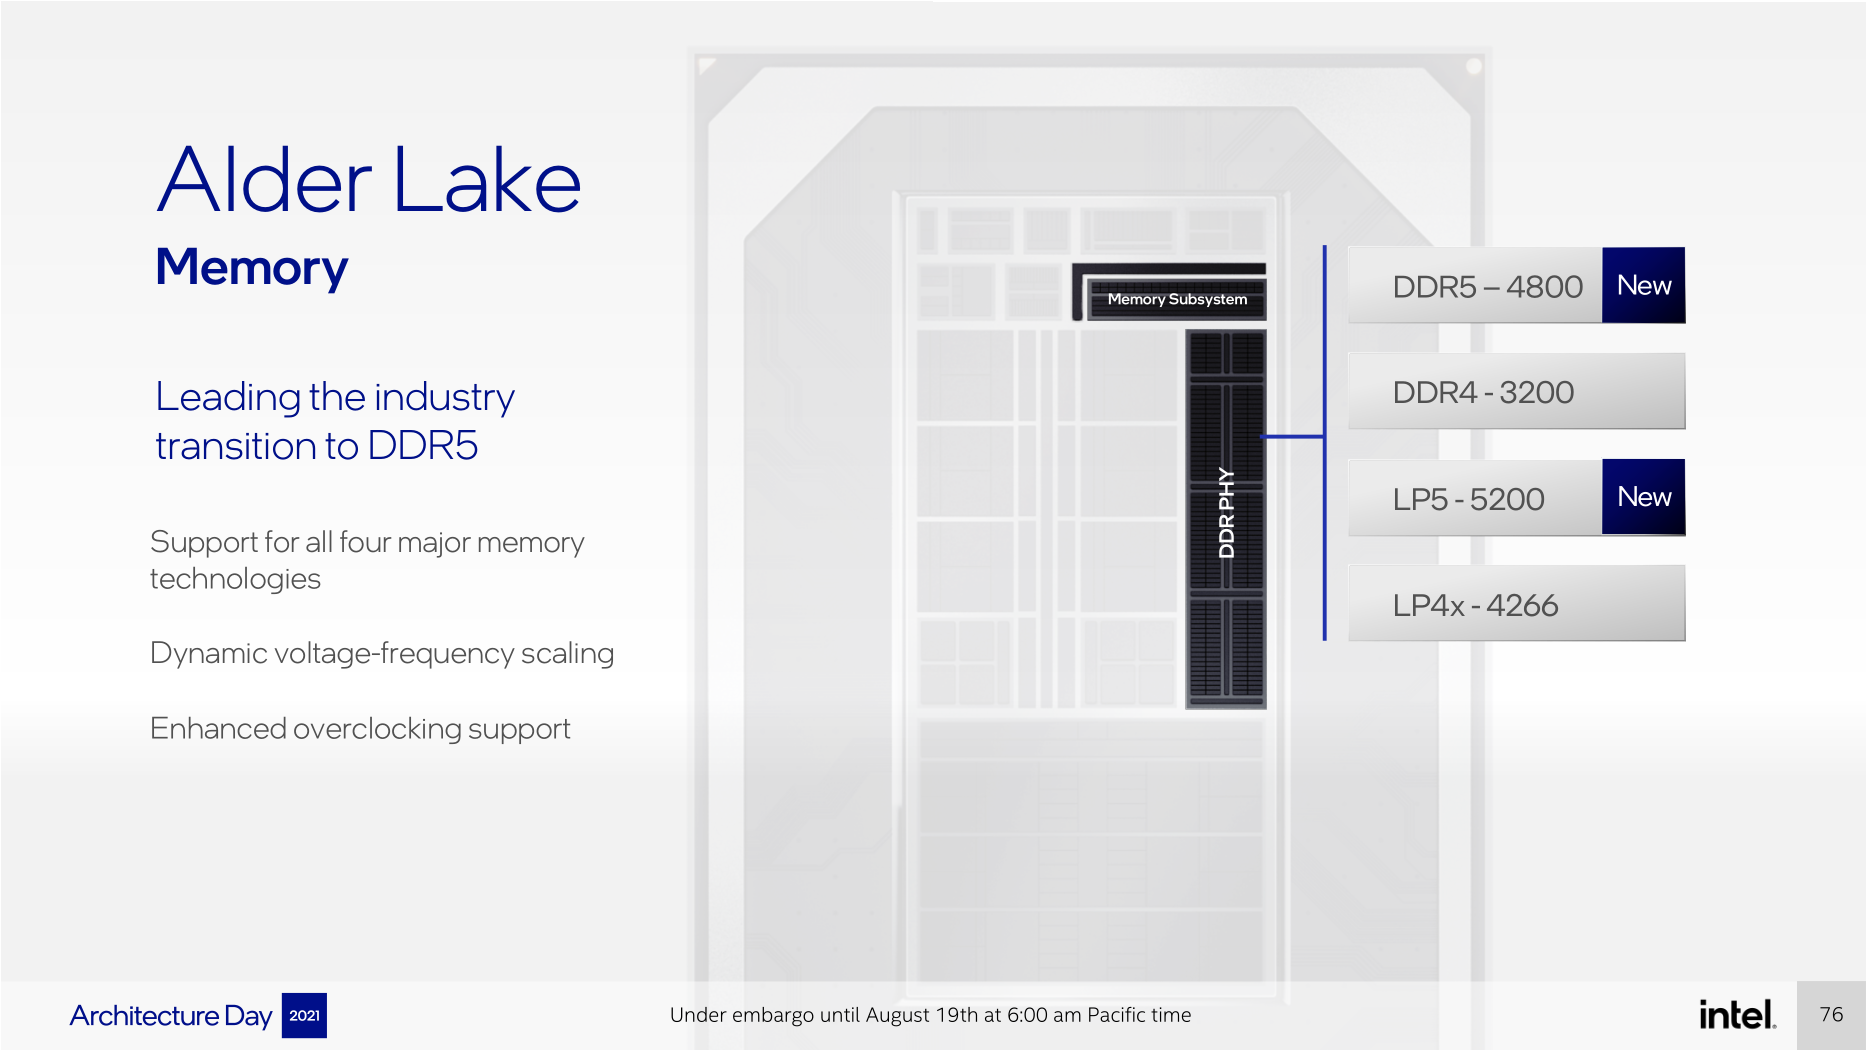 Alder Lake
Memory
Leading the industry
transition to DDR5
Support for all four major memory
technologies
Dynamic voltage-frequency scaling
Enhanced overclocking support
Memory Subsystem
DDR PHY
DDR5 – 4800 New
DDR4 - 3200
LP5 - 5200 New
LP4x - 4266
Architecture Day 2021
Under embargo until August 19th at 6:00 am Pacific time
intel.
76